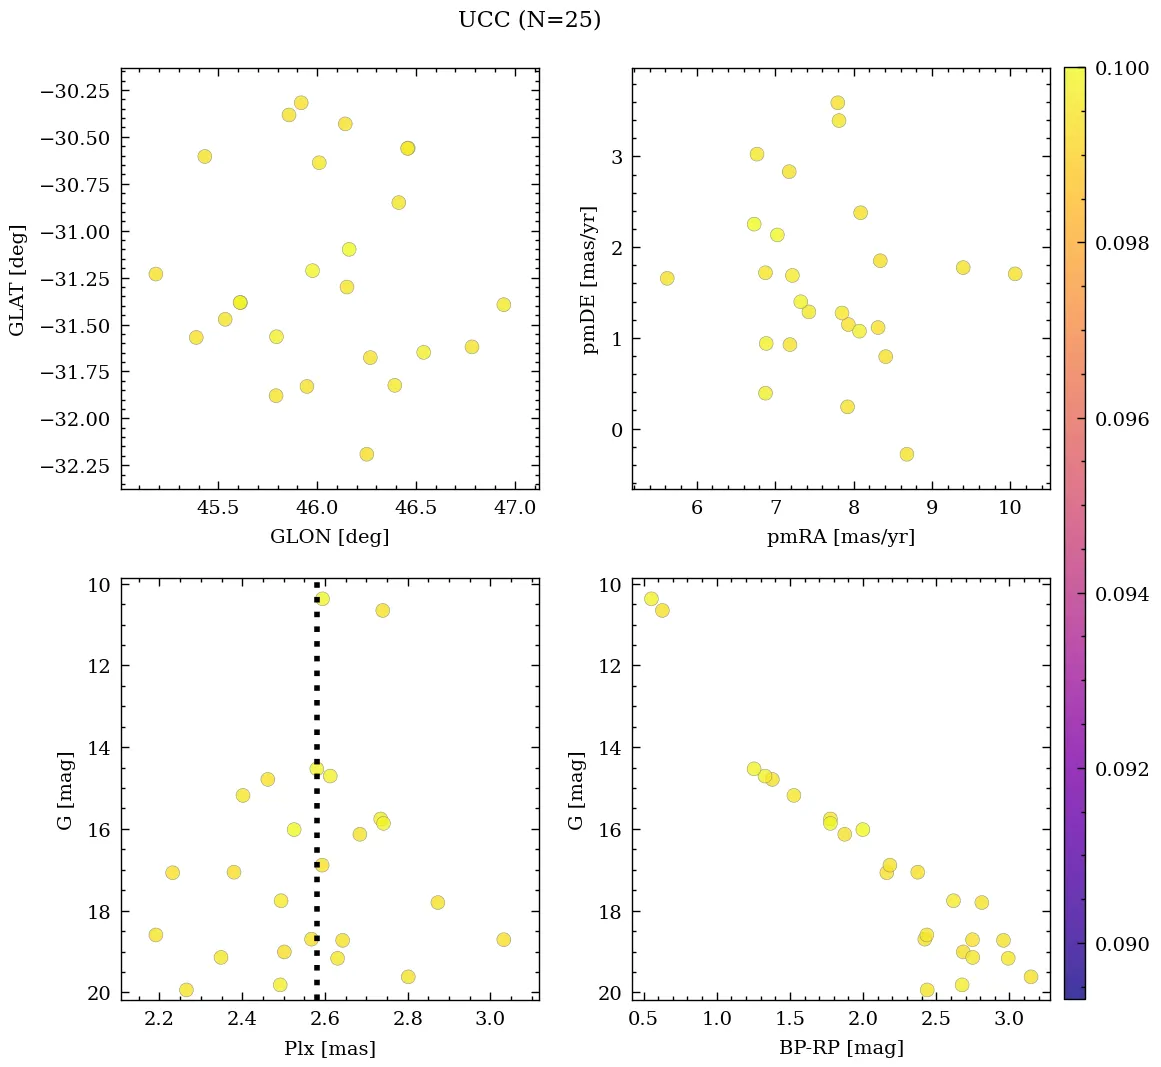 UCC (N=25)
−30.25
−30.50
−30.75
−31.00
−31.25
−31.50
−31.75
−32.00
−32.25
GLAT [deg]
45.5 46.0 46.5 47.0
GLON [deg]
3
2
1
0
pmDE [mas/yr]
6 7 8 9 10
pmRA [mas/yr]
10
12
14
16
18
20
G [mag]
2.2 2.4 2.6 2.8 3.0
Plx [mas]
10
12
14
16
18
20
G [mag]
0.5 1.0 1.5 2.0 2.5 3.0
BP-RP [mag]
0.100
0.098
0.096
0.094
0.092
0.090